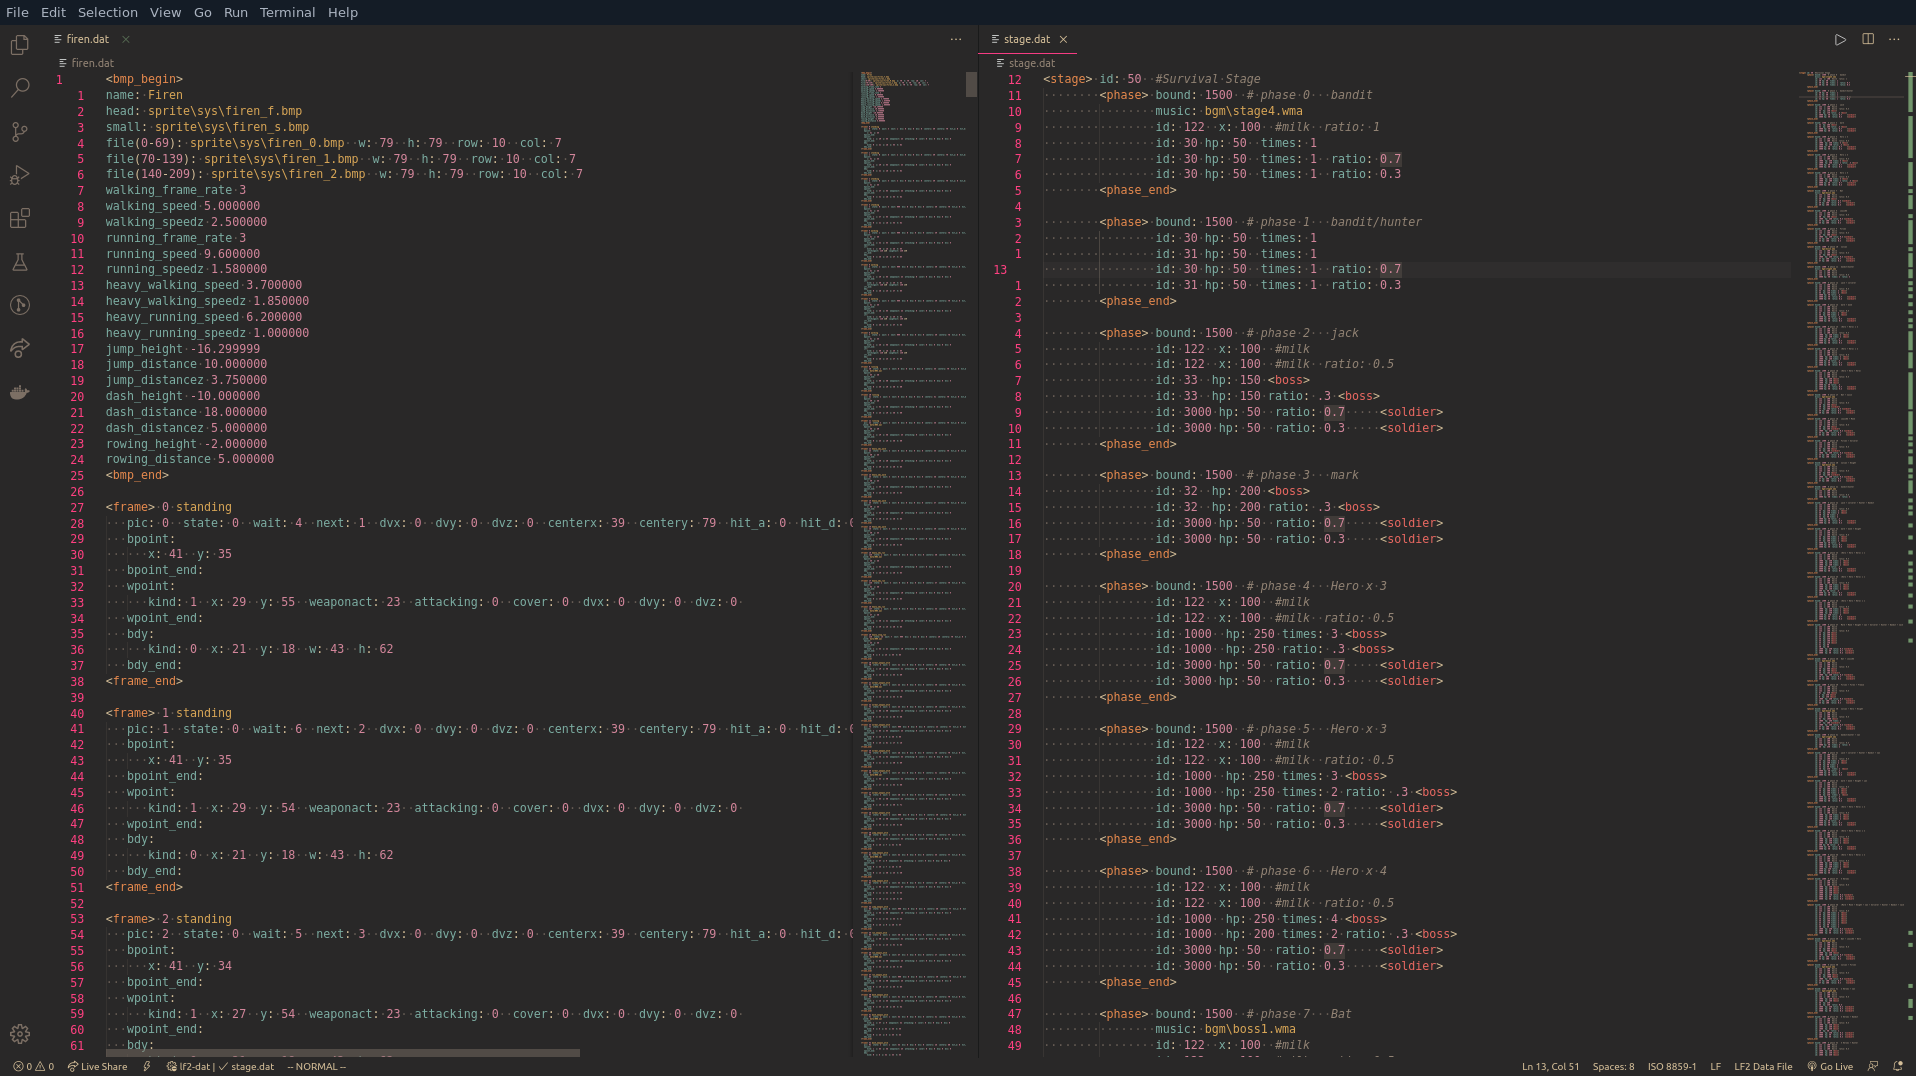 File Edit Selection View Go Run Terminal Help
firen.dat
firen.dat
1 <bmp_begin>
1 name: Firen
2 head: sprite\sys\firen_f.bmp
3 small: sprite\sys\firen_s.bmp
4 file(0-69): sprite\sys\firen_0.bmp w: 79 h: 79 row: 10 col: 7
5 file(70-139): sprite\sys\firen_1.bmp w: 79 h: 79 row: 10 col: 7
6 file(140-209): sprite\sys\firen_2.bmp w: 79 h: 79 row: 10 col: 7
7 walking_frame_rate 3
8 walking_speed 5.000000
9 walking_speedz 2.500000
10 running_frame_rate 3
11 running_speed 9.600000
12 running_speedz 1.580000
13 heavy_walking_speed 3.700000
14 heavy_walking_speedz 1.850000
15 heavy_running_speed 6.200000
16 heavy_running_speedz 1.000000
17 jump_height -16.299999
18 jump_distance 10.000000
19 jump_distancez 3.750000
20 dash_height -10.000000
21 dash_distance 18.000000
22 dash_distancez 5.000000
23 rowing_height -2.000000
24 rowing_distance 5.000000
25 <bmp_end>
26
27 <frame> 0 standing
28 pic: 0 state: 0 wait: 4 next: 1 dvx: 0 dvy: 0 dvz: 0 centerx: 39 centery: 79 hit_a: 0 hit_d: 0
29 bpoint:
30 x: 41 y: 35
31 bpoint_end:
32 wpoint:
33 kind: 1 x: 29 y: 55 weaponact: 23 attacking: 0 cover: 0 dvx: 0 dvy: 0 dvz: 0
34 wpoint_end:
35 bdy:
36 kind: 0 x: 21 y: 18 w: 43 h: 62
37 bdy_end:
38 <frame_end>
39
40 <frame> 1 standing
41 pic: 1 state: 0 wait: 6 next: 2 dvx: 0 dvy: 0 dvz: 0 centerx: 39 centery: 79 hit_a: 0 hit_d: 0
42 bpoint:
43 x: 41 y: 35
44 bpoint_end:
45 wpoint:
46 kind: 1 x: 29 y: 54 weaponact: 23 attacking: 0 cover: 0 dvx: 0 dvy: 0 dvz: 0
47 wpoint_end:
48 bdy:
49 kind: 0 x: 21 y: 18 w: 43 h: 62
50 bdy_end:
51 <frame_end>
52
53 <frame> 2 standing
54 pic: 2 state: 0 wait: 5 next: 3 dvx: 0 dvy: 0 dvz: 0 centerx: 39 centery: 79 hit_a: 0 hit_d: 0
55 bpoint:
56 x: 41 y: 34
57 bpoint_end:
58 wpoint:
59 kind: 1 x: 27 y: 54 weaponact: 23 attacking: 0 cover: 0 dvx: 0 dvy: 0 dvz: 0
60 wpoint_end:
61 bdy:
stage.dat
stage.dat
12 <stage> id: 50 #Survival Stage
11 <phase> bound: 1500 # phase 0 bandit
10 music: bgm\stage4.wma
9 id: 122 x: 100 #milk ratio: 1
8 id: 30 hp: 50 times: 1
7 id: 30 hp: 50 times: 1 ratio: 0.7
6 id: 30 hp: 50 times: 1 ratio: 0.3
5 <phase_end>
4
3 <phase> bound: 1500 # phase 1 bandit/hunter
2 id: 30 hp: 50 times: 1
1 id: 31 hp: 50 times: 1
13 id: 30 hp: 50 times: 1 ratio: 0.7
1 id: 31 hp: 50 times: 1 ratio: 0.3
2 <phase_end>
3
4 <phase> bound: 1500 # phase 2 jack
5 id: 122 x: 100 #milk
6 id: 122 x: 100 #milk ratio: 0.5
7 id: 33 hp: 150 <boss>
8 id: 33 hp: 150 ratio: .3 <boss>
9 id: 3000 hp: 50 ratio: 0.7 <soldier>
10 id: 3000 hp: 50 ratio: 0.3 <soldier>
11 <phase_end>
12
13 <phase> bound: 1500 # phase 3 mark
14 id: 32 hp: 200 <boss>
15 id: 32 hp: 200 ratio: .3 <boss>
16 id: 3000 hp: 50 ratio: 0.7 <soldier>
17 id: 3000 hp: 50 ratio: 0.3 <soldier>
18 <phase_end>
19
20 <phase> bound: 1500 # phase 4 Hero x 3
21 id: 122 x: 100 #milk
22 id: 122 x: 100 #milk ratio: 0.5
23 id: 1000 hp: 250 times: 3 <boss>
24 id: 1000 hp: 250 ratio: .3 <boss>
25 id: 3000 hp: 50 ratio: 0.7 <soldier>
26 id: 3000 hp: 50 ratio: 0.3 <soldier>
27 <phase_end>
28
29 <phase> bound: 1500 # phase 5 Hero x 3
30 id: 122 x: 100 #milk
31 id: 122 x: 100 #milk ratio: 0.5
32 id: 1000 hp: 250 times: 3 <boss>
33 id: 1000 hp: 250 times: 2 ratio: .3 <boss>
34 id: 3000 hp: 50 ratio: 0.7 <soldier>
35 id: 3000 hp: 50 ratio: 0.3 <soldier>
36 <phase_end>
37
38 <phase> bound: 1500 # phase 6 Hero x 4
39 id: 122 x: 100 #milk
40 id: 122 x: 100 #milk ratio: 0.5
41 id: 1000 hp: 250 times: 4 <boss>
42 id: 1000 hp: 200 times: 2 ratio: .3 <boss>
43 id: 3000 hp: 50 ratio: 0.7 <soldier>
44 id: 3000 hp: 50 ratio: 0.3 <soldier>
45 <phase_end>
46
47 <phase> bound: 1500 # phase 7 Bat
48 music: bgm\boss1.wma
49 id: 122 x: 100 #milk
0 0 Live Share lf2-dat | ✓ stage.dat -- NORMAL -- Ln 13, Col 51 Spaces: 8 ISO 8859-1 LF LF2 Data File Go Live